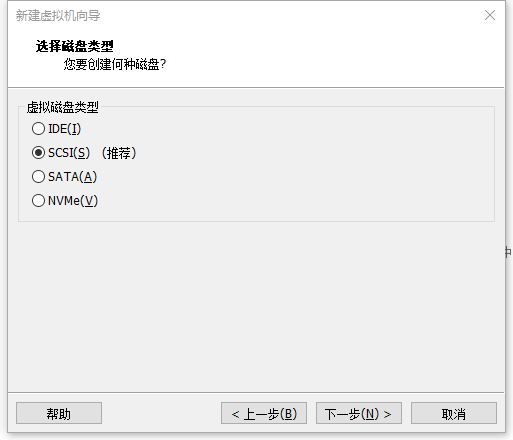 新建虚拟机向导
选择磁盘类型
您要创建何种磁盘?
虚拟磁盘类型
IDE(I)
SCSI(S) （推荐）
SATA(A)
NVMe(V)
中
帮助
< 上一步(B)
下一步(N) >
取消